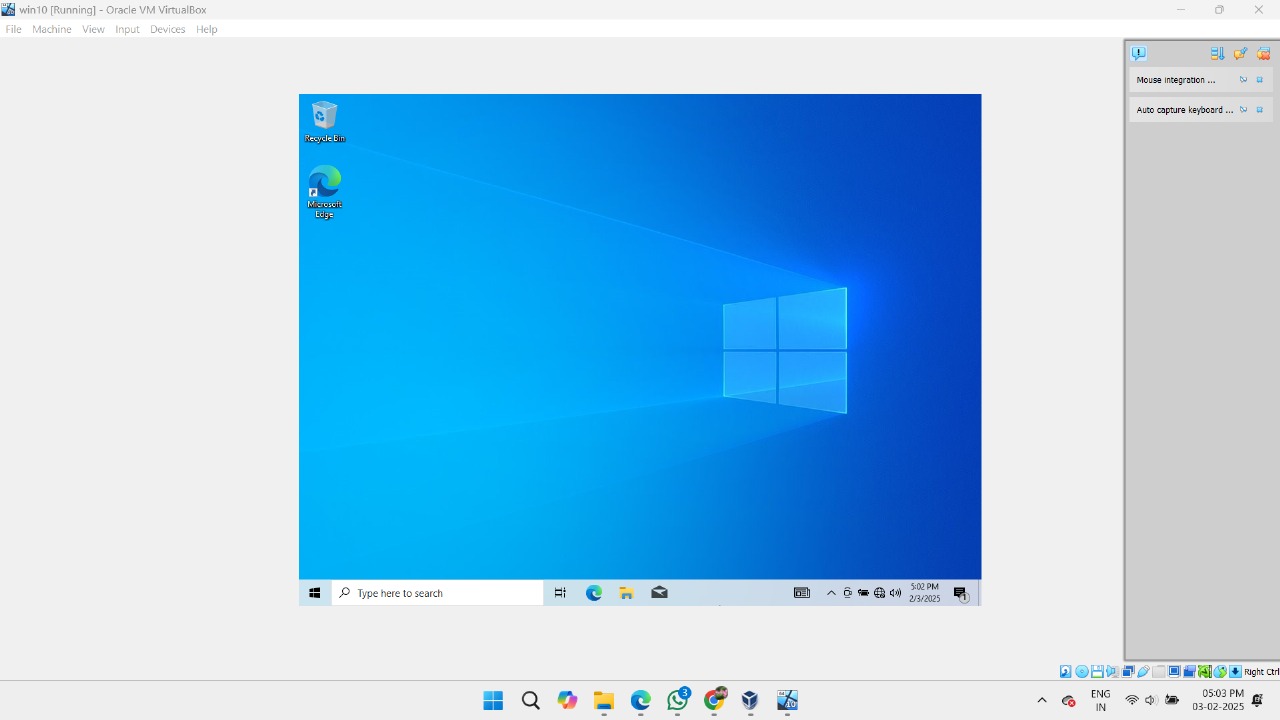 win10 [Running] - Oracle VM VirtualBox
File Machine View Input Devices Help
Mouse integration ...
Auto capture keyboard ...
Recycle Bin
Microsoft
Edge
Type here to search
5:02 PM
2/3/2025
1
Right Ctrl
3
10
ENG
IN
05:03 PM
03-02-2025